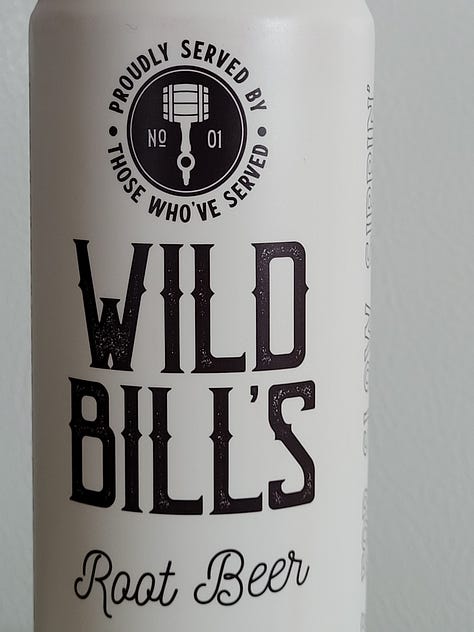 PROUDLY SERVED BY
Nº 01
THOSE WHO'VE SERVED
WILD
BILL'S
Root Beer